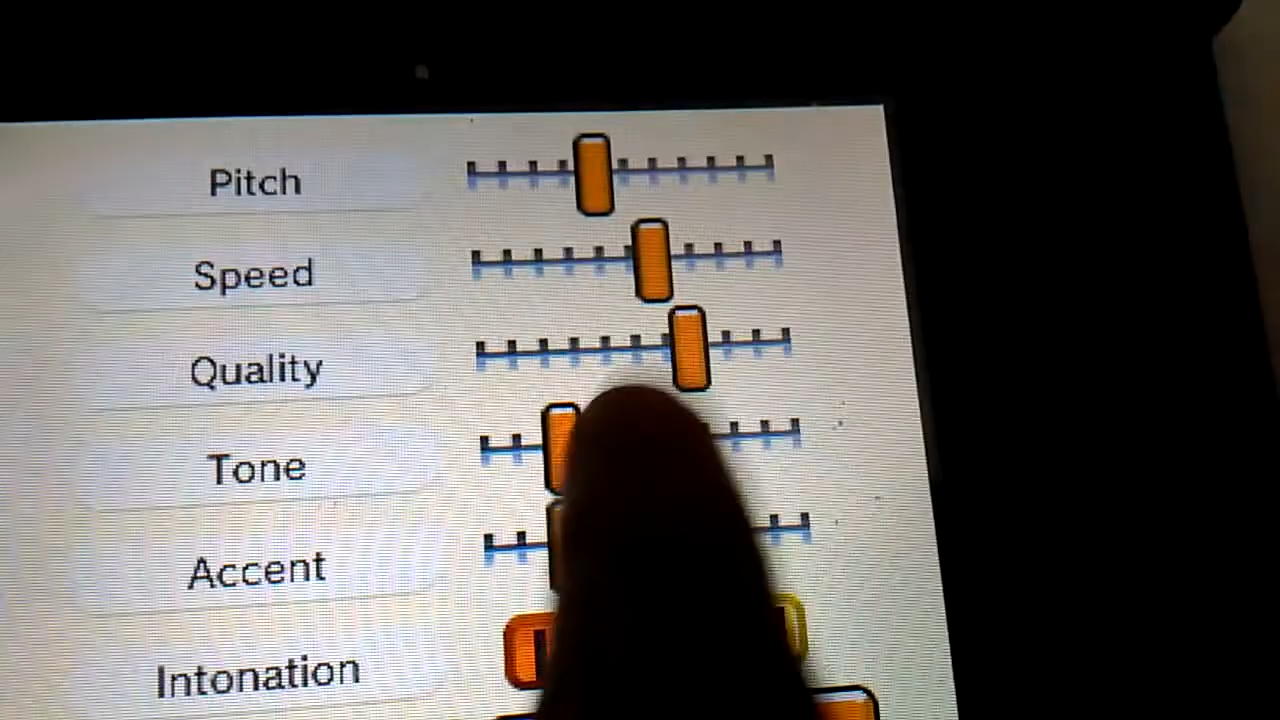 Pitch
Speed
Quality
Tone
Accent
Intonation